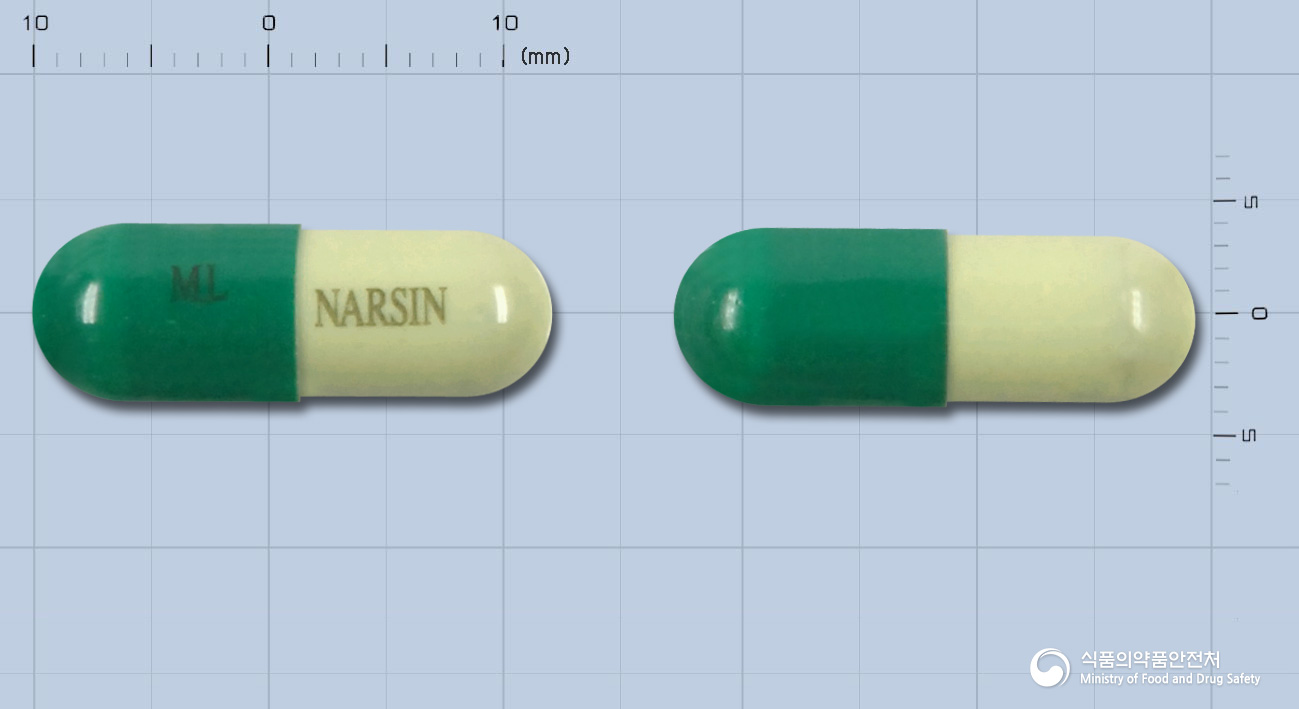 10 0 10
(mm)
ML
NARSIN
5
0
5
식품의약품안전처
Ministry of Food and Drug Safety